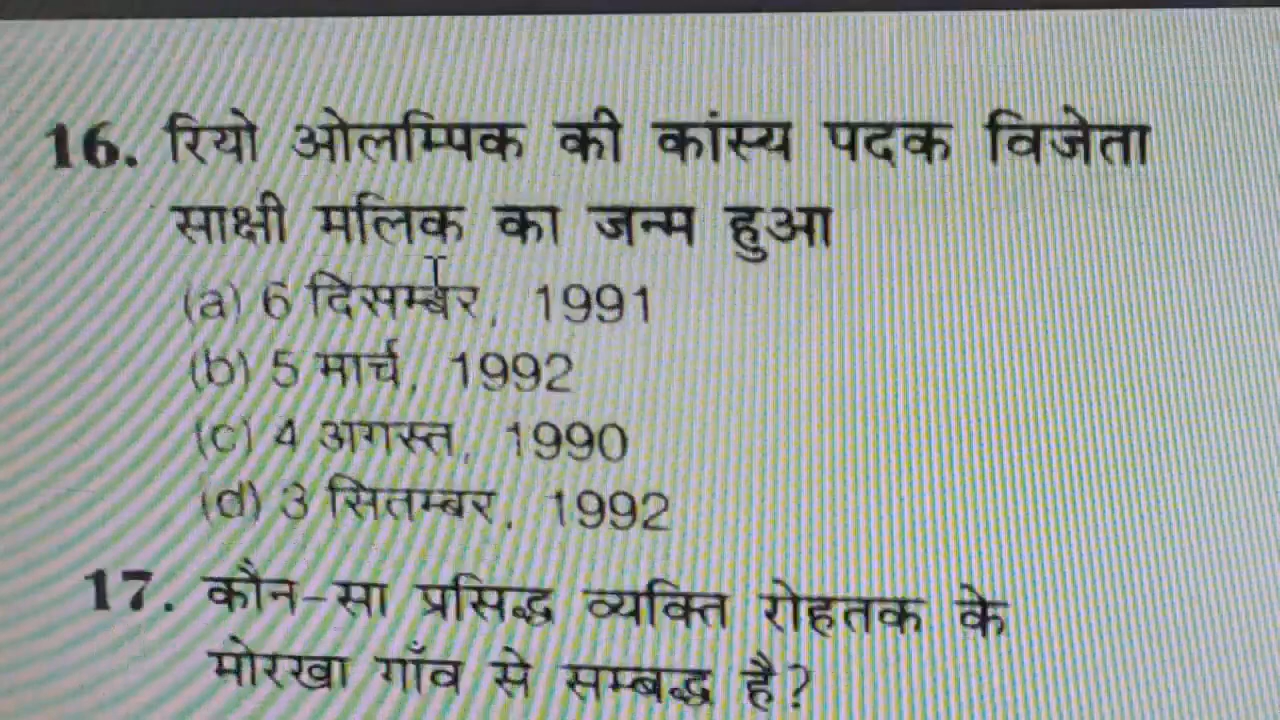 16. रियो ओलम्पिक की कांस्य पदक विजेता
साक्षी मलिक का जन्म हुआ
(a) 6 दिसम्बर, 1991
(b) 5 मार्च, 1992
(c) 4 अगस्त, 1990
(d) 3 सितम्बर, 1992
17. कौन-सा प्रसिद्ध व्यक्ति रोहतक के
मोरखा गाँव से सम्बद्ध है?